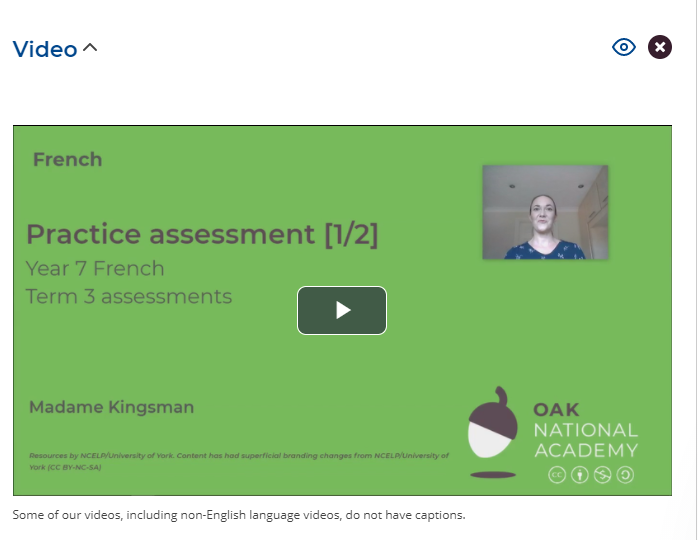 Video
French
Practice assessment [1/2]
Year 7 French
Term 3 assessments
Madame Kingsman
OAK
NATIONAL
ACADEMY
Resources by NCELP/University of York. Content has had superficial branding changes from NCELP/University of
York (CC BY-NC-SA)
cc
Some of our videos, including non-English language videos, do not have captions.